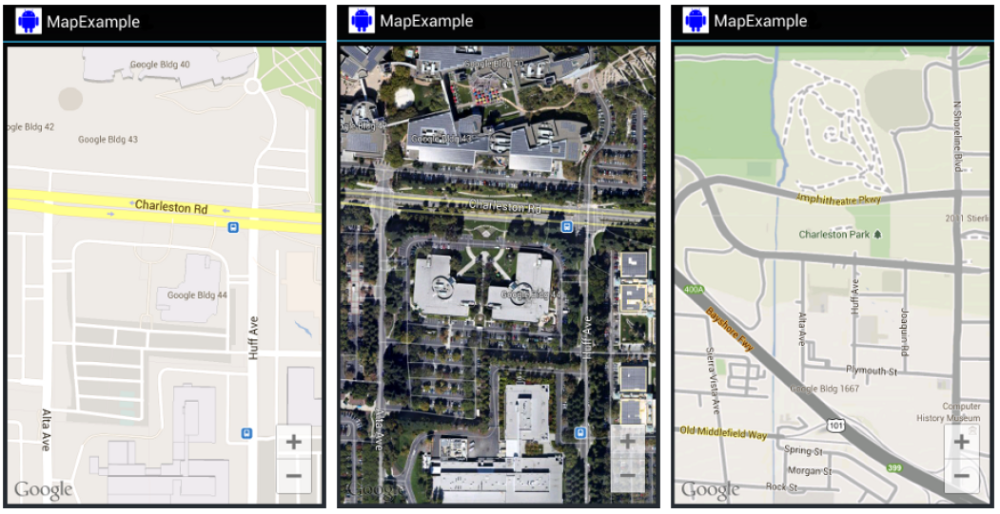 MapExample
Google Bldg 40
ogle Bldg 42
Google Bldg 43
Charleston Rd
Google Bldg 44
Huff Ave
Alta Ave
+
−
Google
MapExample
Google Bldg 40
Google Bldg 43
Charleston Rd
Google Bldg 44
Huff Ave
Alta Ave
+
−
Google
MapExample
N Shoreline Blvd
Amphitheatre Pkwy
2011 Stierli
Charleston Park
400A
Huff Ave
Alta Ave
Joaquin Rd
Bayshore Fwy
Sierra Vista Ave
Plymouth St
Google Bldg 1667
Computer
History Museum
101
Old Middlefield Way
Spring St
399
Morgan St
Rock St
+
−
Google